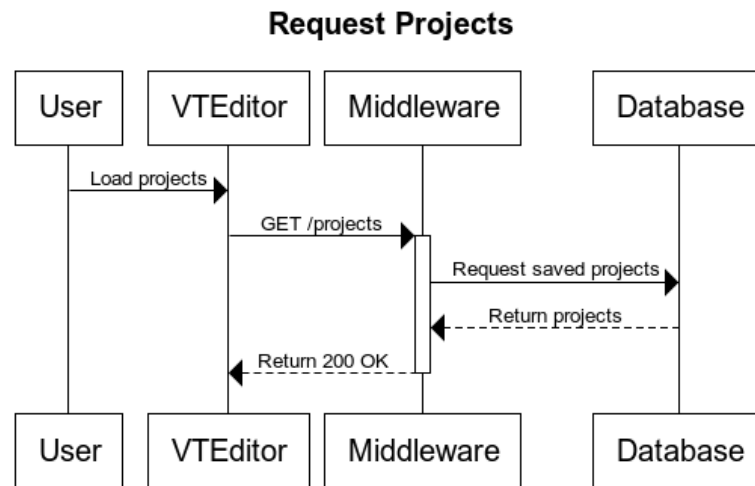 Request Projects
User
VTEditor
Middleware
Database
Load projects
GET /projects
Request saved projects
Return projects
Return 200 OK
User
VTEditor
Middleware
Database